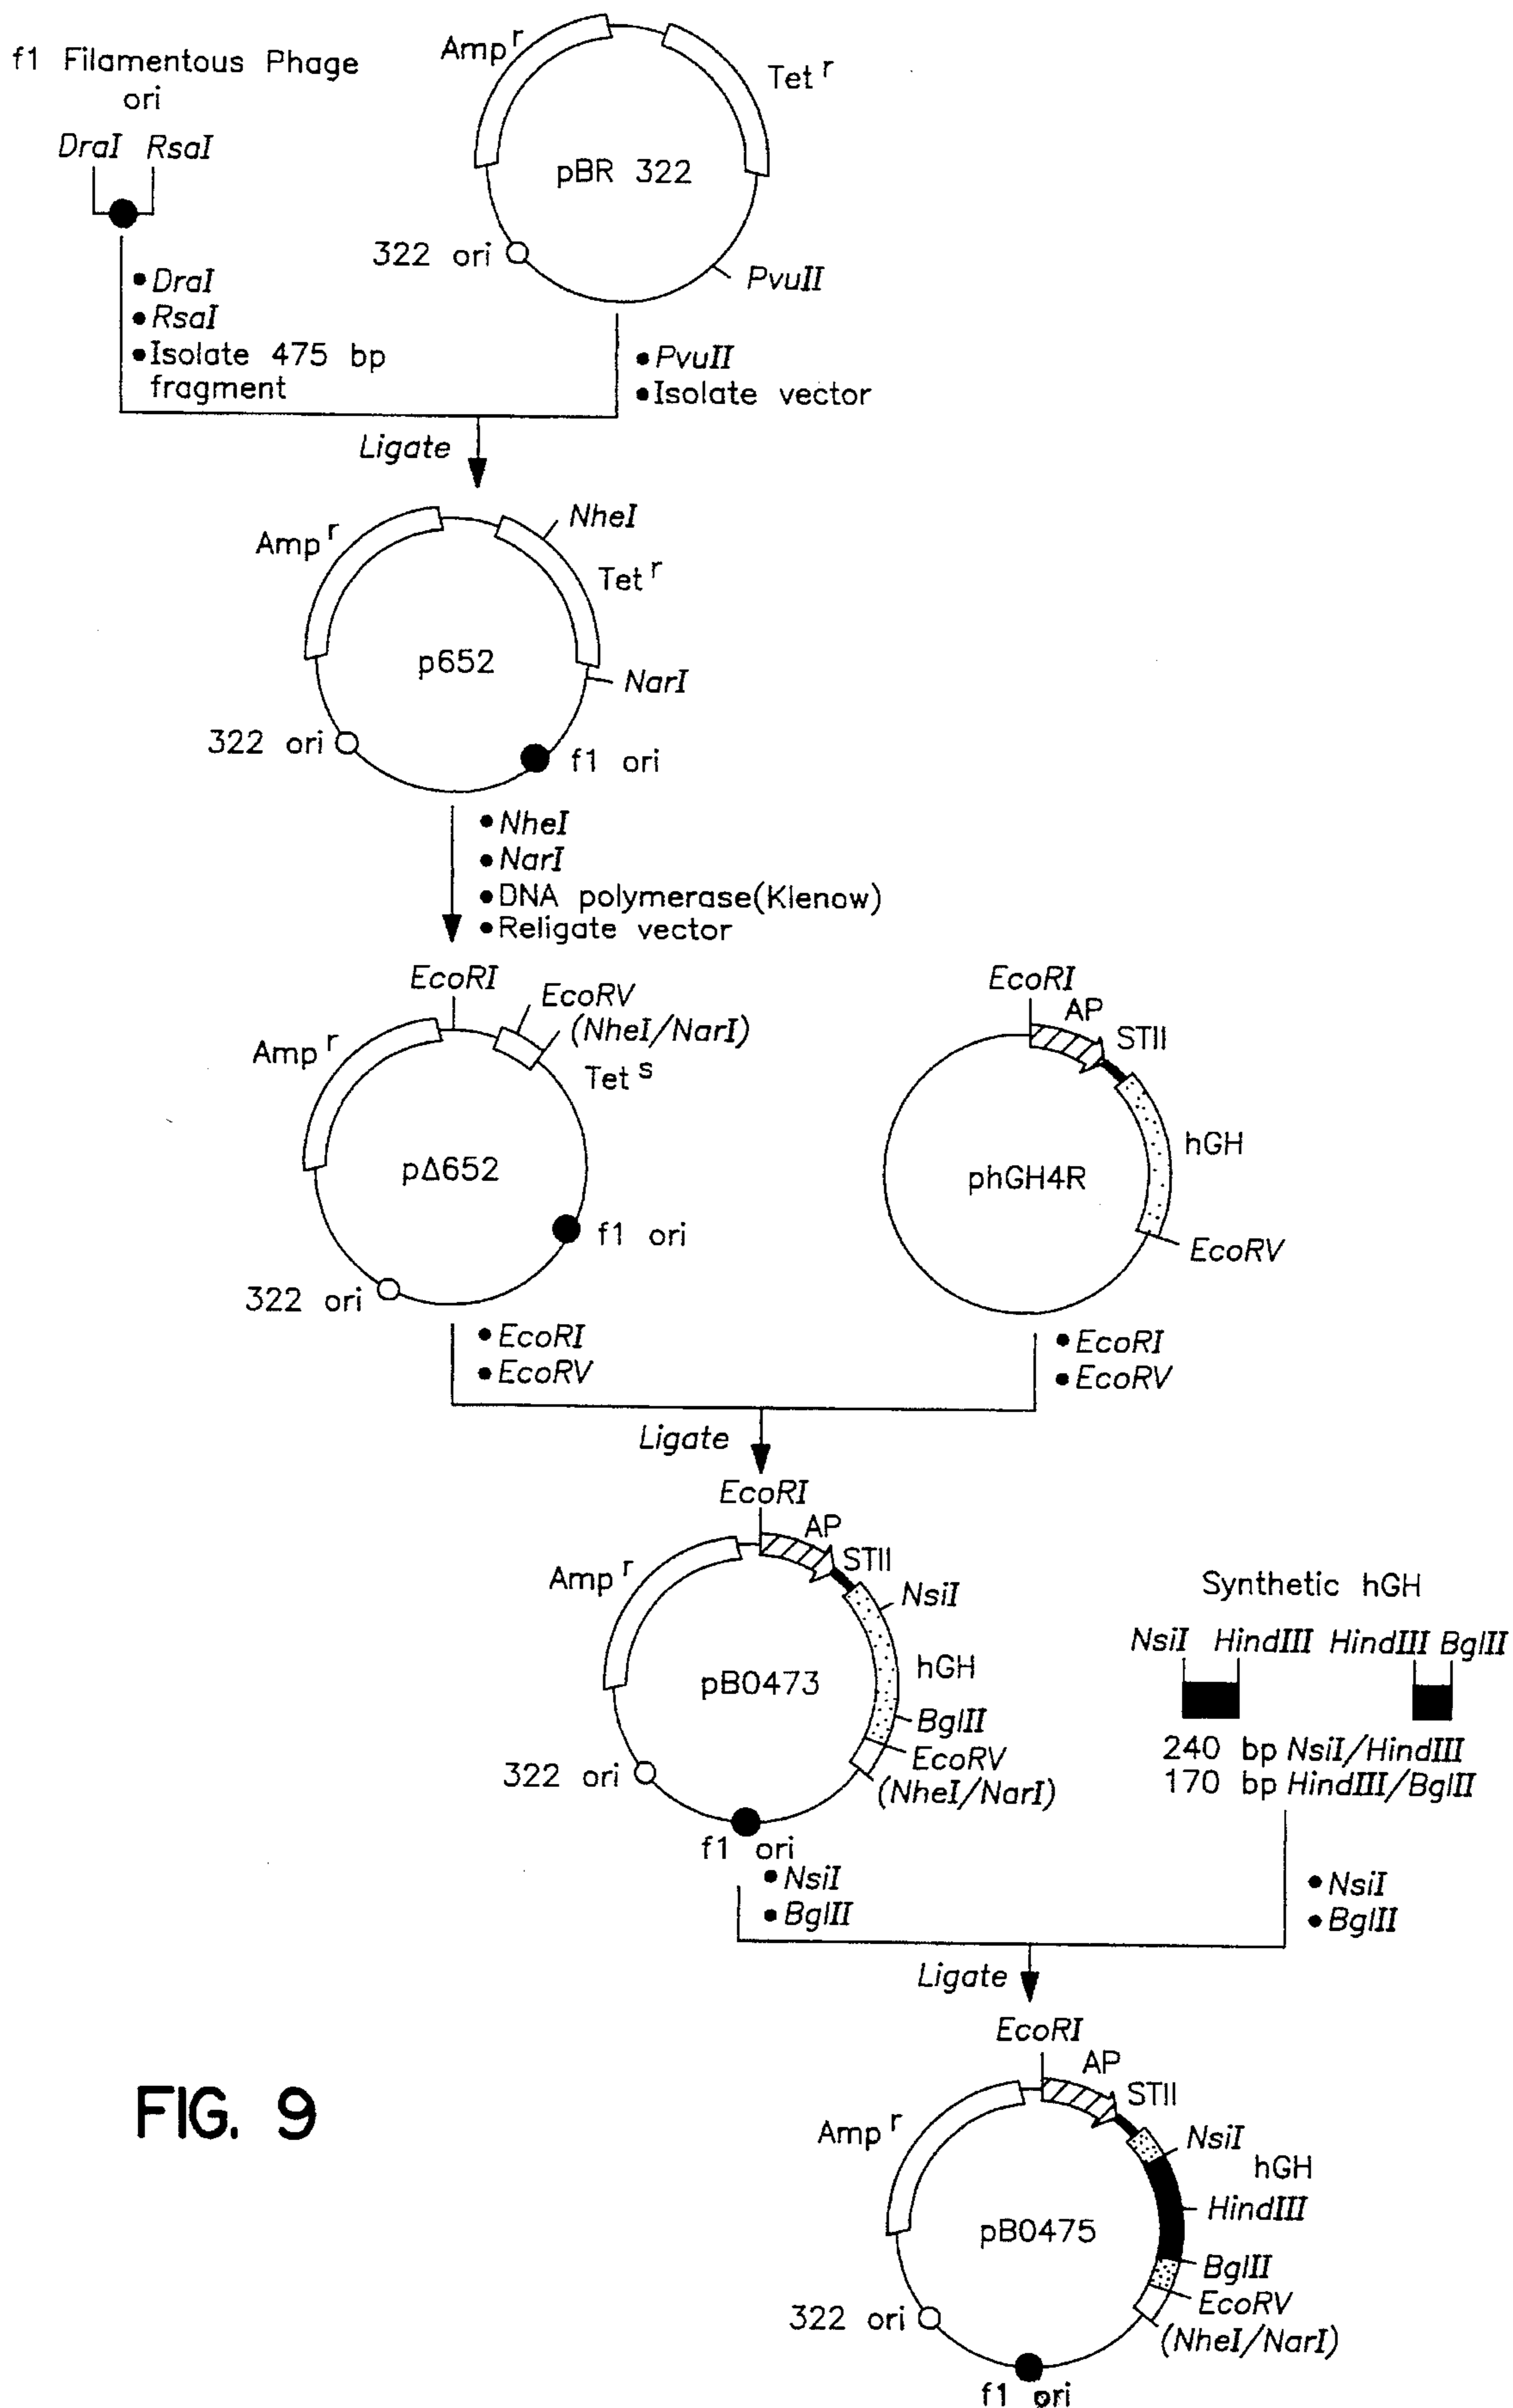 f1 Filamentous Phage
ori
DraI RsaI
Amp r
Tet r
pBR 322
322 ori
PvuII
• DraI
• RsaI
• Isolate 475 bp
fragment
• PvuII
• Isolate vector
Ligate
Amp r
NheI
Tet r
p652
NarI
322 ori
f1 ori
• NheI
• NarI
• DNA polymerase(Klenow)
• Religate vector
EcoRI
EcoRV
(NheI/NarI)
Amp r
Tet s
pΔ652
f1 ori
322 ori
EcoRI
AP
STII
hGH
phGH4R
EcoRV
• EcoRI
• EcoRV
• EcoRI
• EcoRV
Ligate
EcoRI
AP
STII
Amp r
NsiI
hGH
pB0473
BglII
EcoRV
(NheI/NarI)
322 ori
f1 ori
Synthetic hGH
NsiI HindIII HindIII BglII
240 bp NsiI/HindIII
170 bp HindIII/BglII
• NsiI
• BglII
• NsiI
• BglII
Ligate
EcoRI
AP
STII
Amp r
NsiI
hGH
HindIII
pB0475
BglII
EcoRV
(NheI/NarI)
322 ori
f1 ori
FIG. 9